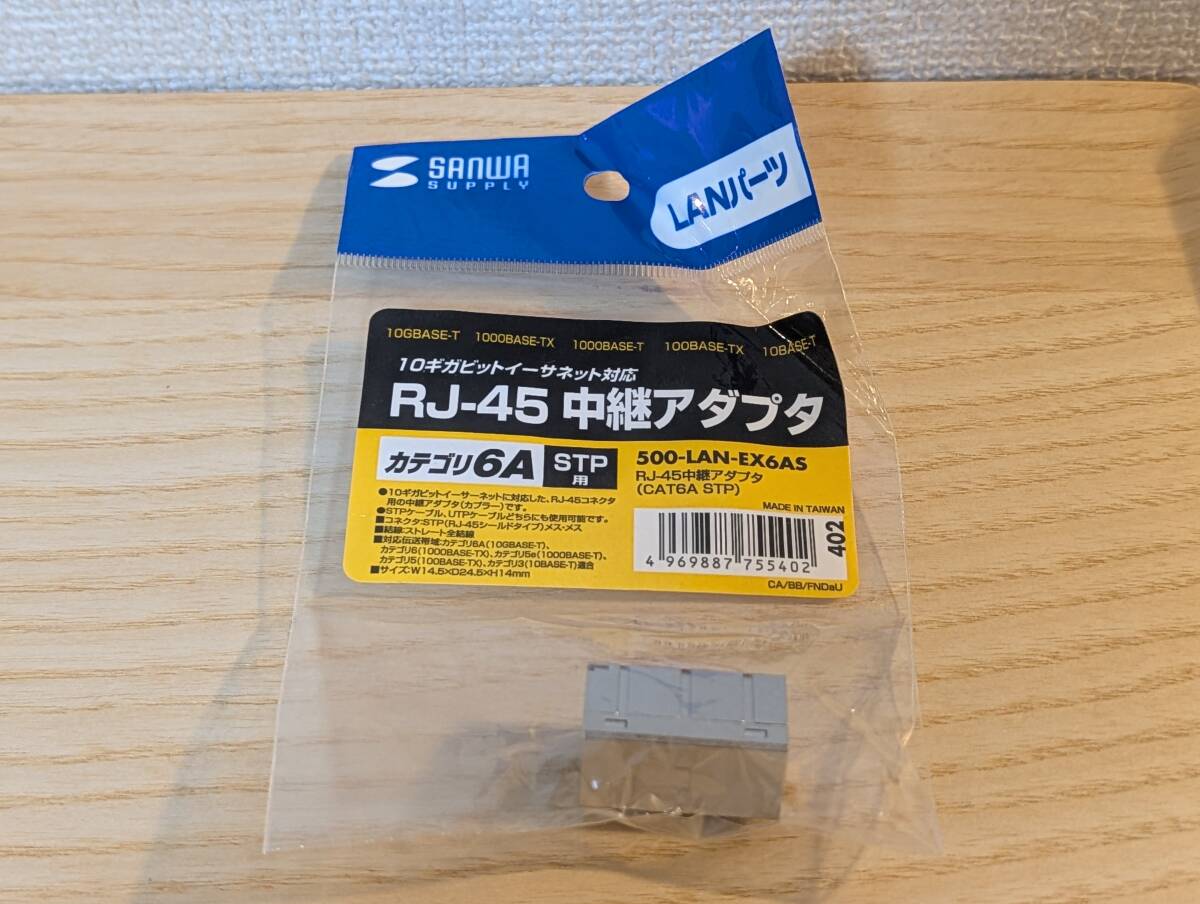 SANWA
SUPPLY
LANパーツ
10GBASE-T 1000BASE-TX 1000BASE-T 100BASE-TX 10BASE-T
10ギガビットイーサネット対応
RJ-45 中継アダプタ
カテゴリ6A STP用
500-LAN-EX6AS
RJ-45中継アダプタ
(CAT6A STP)
●10ギガビットイーサーネットに対応した、RJ-45コネクタ
用の中継アダプタ(カプラー)です。
●STPケーブル、UTPケーブルどちらにも使用可能です。
■コネクタ:STP(RJ-45シールドタイプ)メス・メス
■結線:ストレート全結線
■対応伝送帯域:カテゴリ6A(10GBASE-T)、
カテゴリ6(1000BASE-TX)、カテゴリ5e(1000BASE-T)、
カテゴリ5(100BASE-TX)、カテゴリ3(10BASE-T)適合
■サイズ:W14.5×D24.5×H14mm
MADE IN TAIWAN
4 969887 755402
402
CA/BB/FNDaU